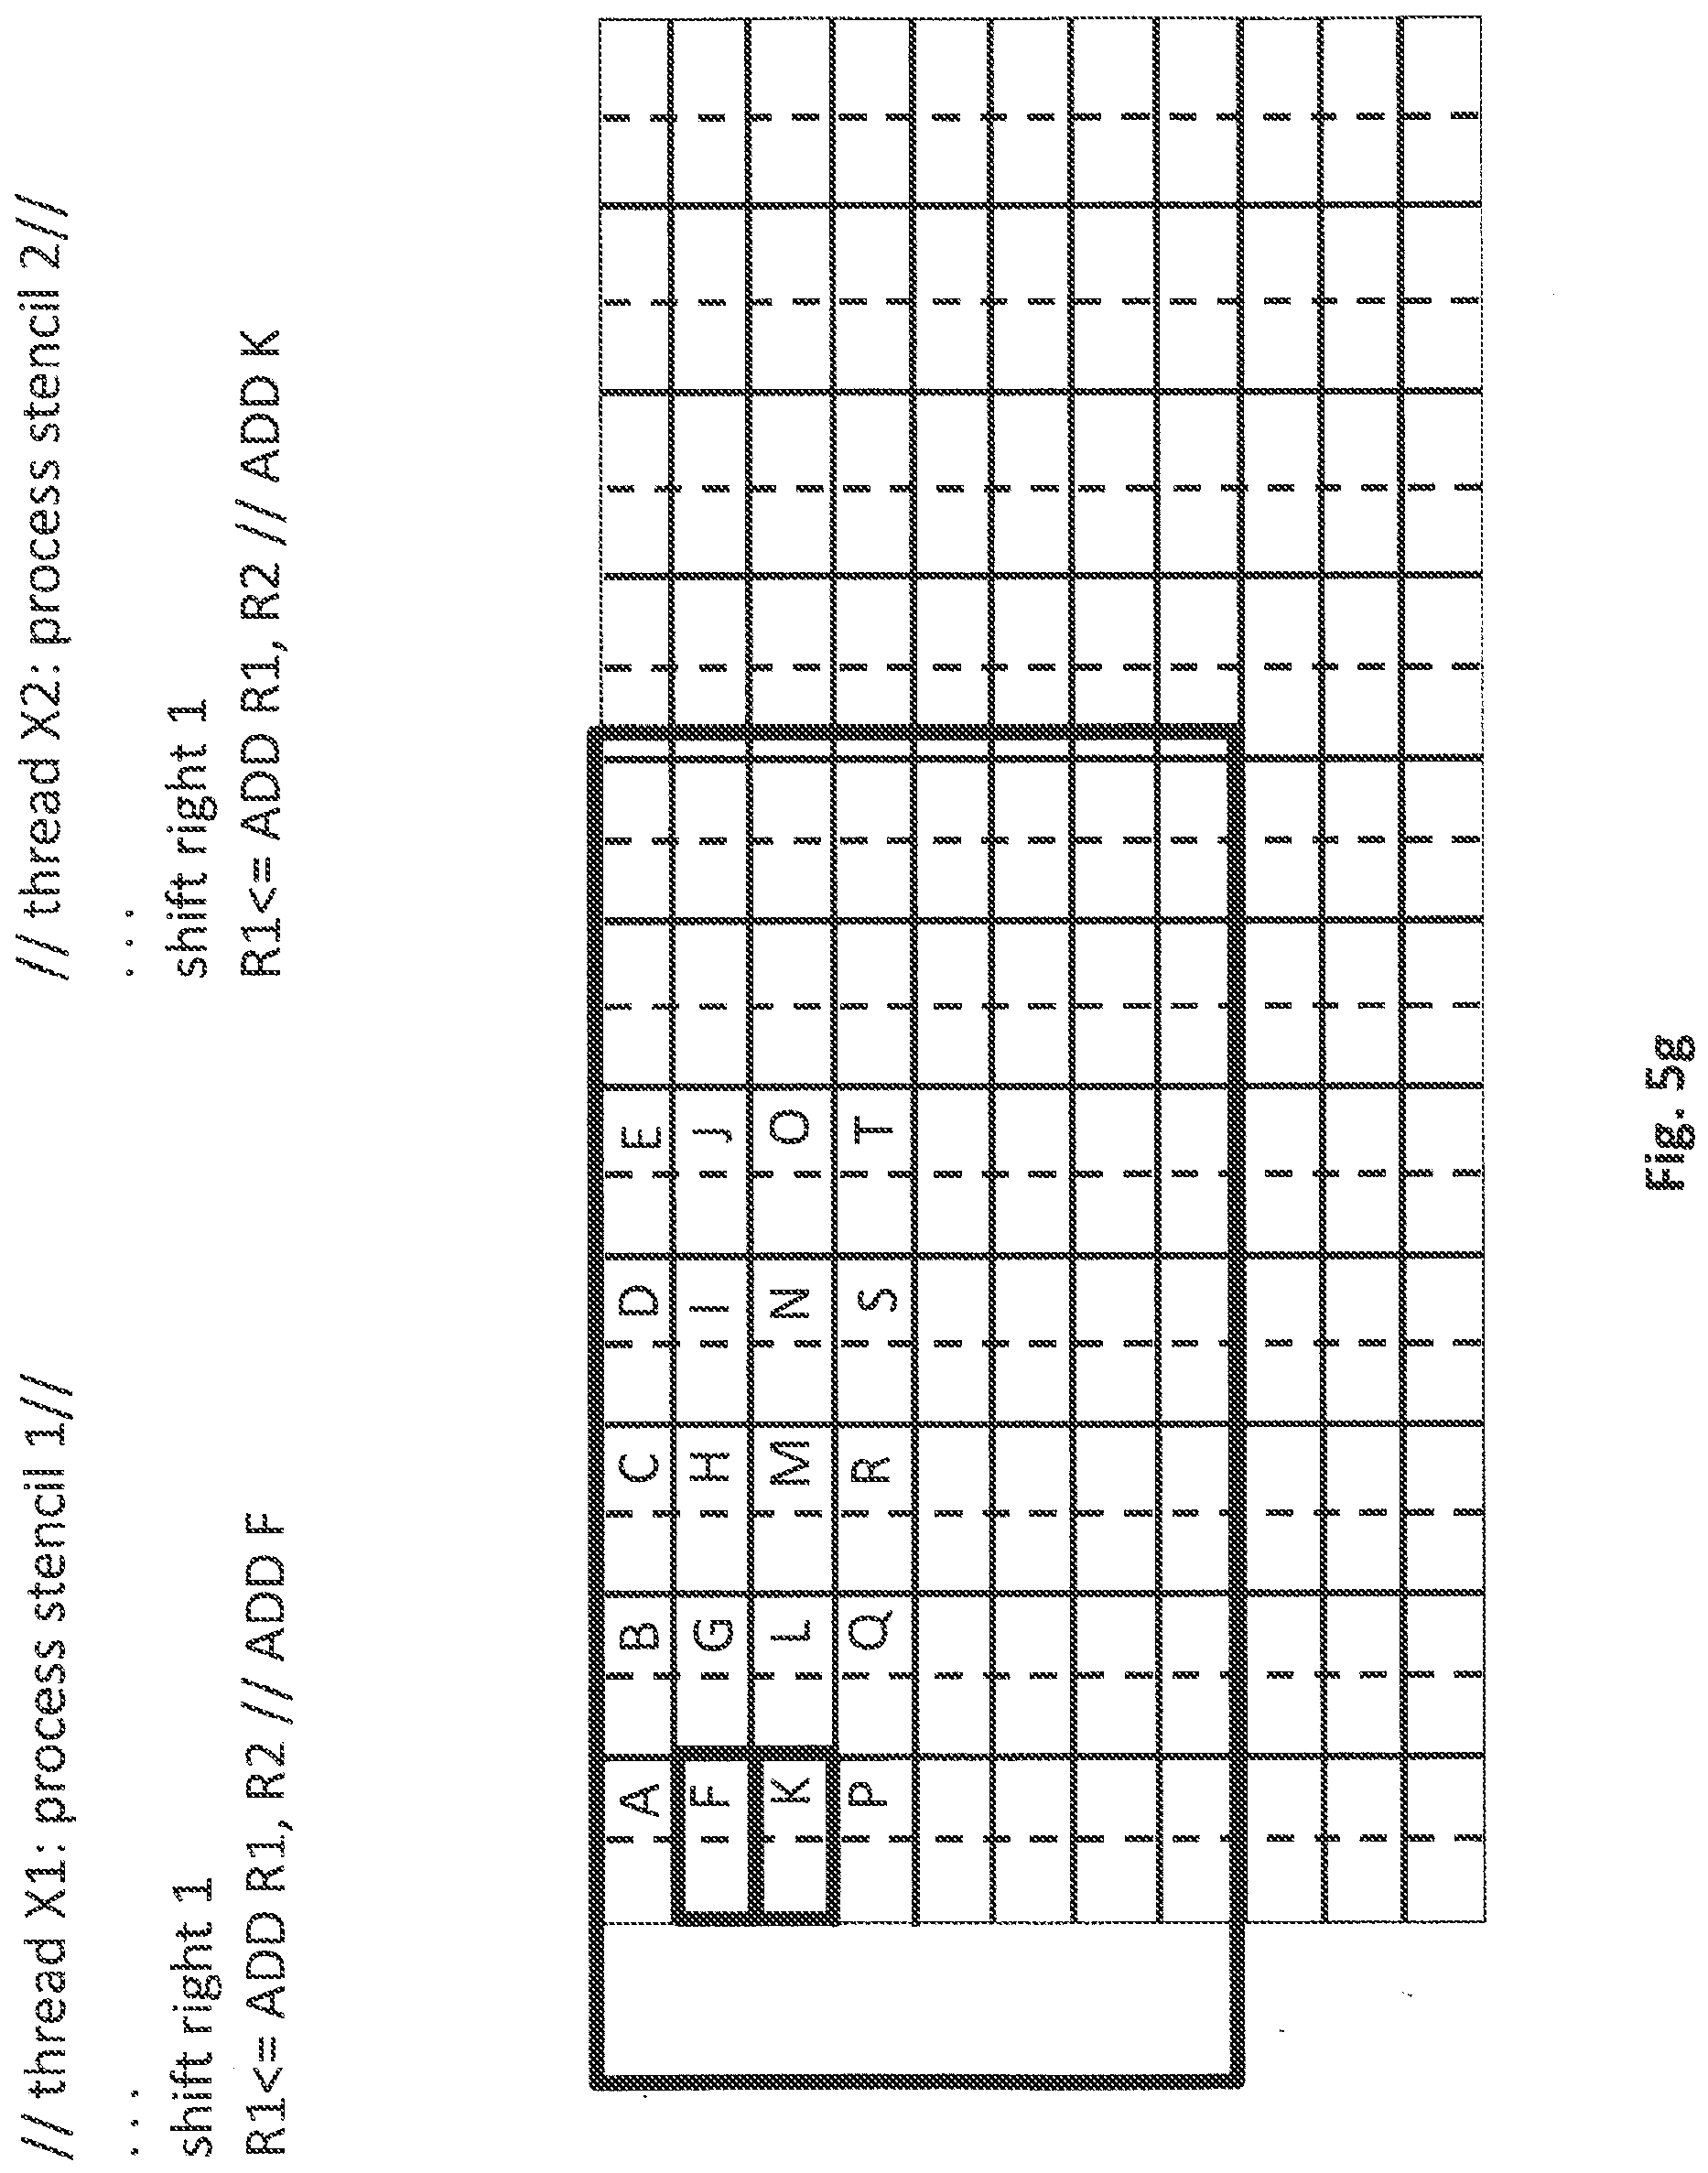 // thread X1: process stencil 1//
. . .
shift right 1
R1<= ADD R1, R2 // ADD F
// thread X2: process stencil 2//
. . .
shift right 1
R1<= ADD R1, R2 // ADD K
A B C D E
F G H I J
K L M N O
P Q R S T
Fig. 5g